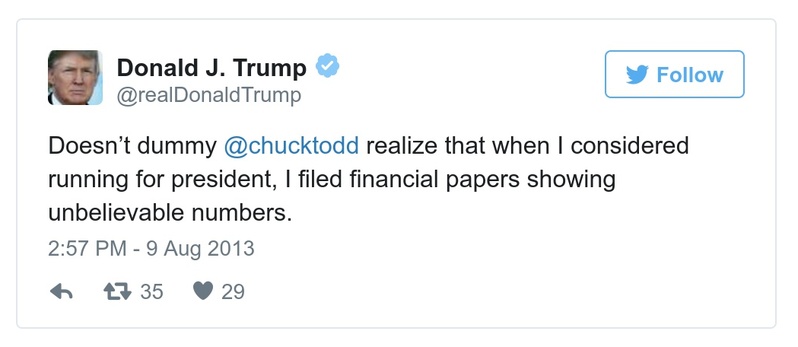 Donald J. Trump
@realDonaldTrump
Follow
Doesn’t dummy @chucktodd realize that when I considered
running for president, I filed financial papers showing
unbelievable numbers.
2:57 PM - 9 Aug 2013
35 29